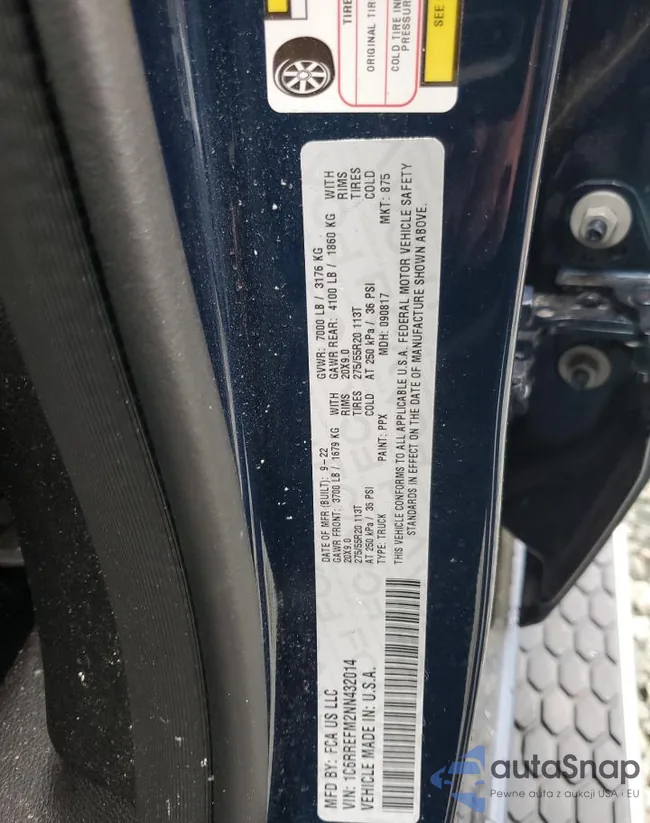 TIRE
ORIGINAL TIR
COLD TIRE IN
PRESSUR
SEE
MFD BY: FCA US LLC
VIN: 1C6RREFM2NN432014
VEHICLE MADE IN: U.S.A.
DATE OF MFR (BUILT): 9-22 GVWR: 7000 LB / 3176 KG
GAWR FRONT: 3700 LB / 1679 KG WITH GAWR REAR: 4100 LB / 1860 KG WITH
20X9.0 RIMS 20X9.0 RIMS
275/55R20 113T TIRES 275/55R20 113T TIRES
AT 250 kPa / 36 PSI COLD AT 250 kPa / 36 PSI COLD
TYPE: TRUCK PAINT: PPX MDH: 090817 MKT: 875
THIS VEHICLE CONFORMS TO ALL APPLICABLE U.S.A. FEDERAL MOTOR VEHICLE SAFETY
STANDARDS IN EFFECT ON THE DATE OF MANUFACTURE SHOWN ABOVE.
autoSnap
Pewne auta z aukcji USA i EU